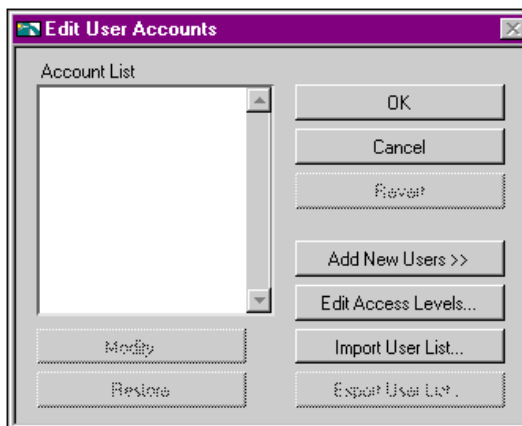 Edit User Accounts
Account List
OK
Cancel
Revert
Add New Users >>
Edit Access Levels...
Modify
Import User List...
Restore
Export User List...